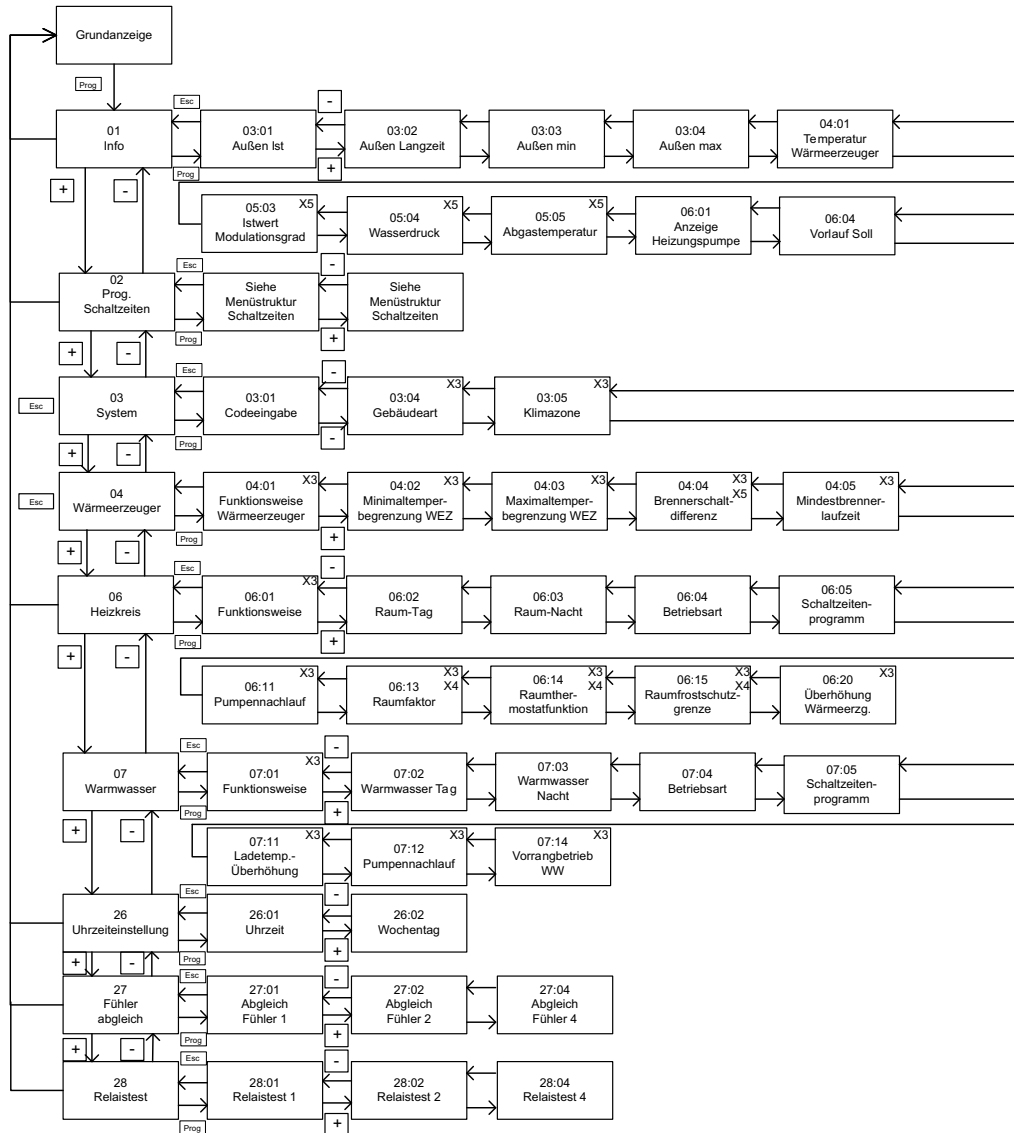 Grundanzeige
Prog
Esc
-
01
Info
03:01
Außen Ist
03:02
Außen Langzeit
03:03
Außen min
03:04
Außen max
04:01
Temperatur
Wärmeerzeuger
Prog
+
+
-
05:03
X5
Istwert
Modulationsgrad
05:04
X5
Wasserdruck
05:05
X5
Abgastemperatur
06:01
Anzeige
Heizungspumpe
06:04
Vorlauf Soll
Esc
-
02
Prog.
Schaltzeiten
Siehe
Menüstruktur
Schaltzeiten
Siehe
Menüstruktur
Schaltzeiten
Prog
+
+
-
Esc
-
Esc
03
System
03:01
Codeeingabe
03:04
X3
Gebäudeart
03:05
X3
Klimazone
Prog
-
+
-
Esc
04
Wärmeerzeuger
04:01
X3
Funktionsweise
Wärmeerzeuger
04:02
X3
Minimaltemper-
begrenzung WEZ
04:03
X3
Maximaltemper-
begrenzung WEZ
04:04
X3
X5
Brennerschalt-
differenz
04:05
X3
Mindestbrenner-
laufzeit
Prog
+
+
-
Esc
-
06
Heizkreis
06:01
X3
Funktionsweise
06:02
Raum-Tag
06:03
Raum-Nacht
06:04
Betriebsart
06:05
Schaltzeiten-
programm
Prog
+
+
-
06:11
X3
Pumpennachlauf
06:13
X3
X4
Raumfaktor
06:14
X3
X4
Raumther-
mostatfunktion
06:15
X3
X4
Raumfrostschutz-
grenze
06:20
X3
Überhöhung
Wärmeerzg.
Esc
-
07
Warmwasser
07:01
X3
Funktionsweise
07:02
Warmwasser Tag
07:03
Warmwasser
Nacht
07:04
Betriebsart
07:05
Schaltzeiten-
programm
Prog
+
+
-
07:11
X3
Ladetemp.-
Überhöhung
07:12
X3
Pumpennachlauf
07:14
X3
Vorrangbetrieb
WW
Esc
-
26
Uhrzeiteinstellung
26:01
Uhrzeit
26:02
Wochentag
Prog
+
+
-
Esc
-
27
Fühler
abgleich
27:01
Abgleich
Fühler 1
27:02
Abgleich
Fühler 2
27:04
Abgleich
Fühler 4
Prog
+
+
-
Esc
-
28
Relaistest
28:01
Relaistest 1
28:02
Relaistest 2
28:04
Relaistest 4
Prog
+